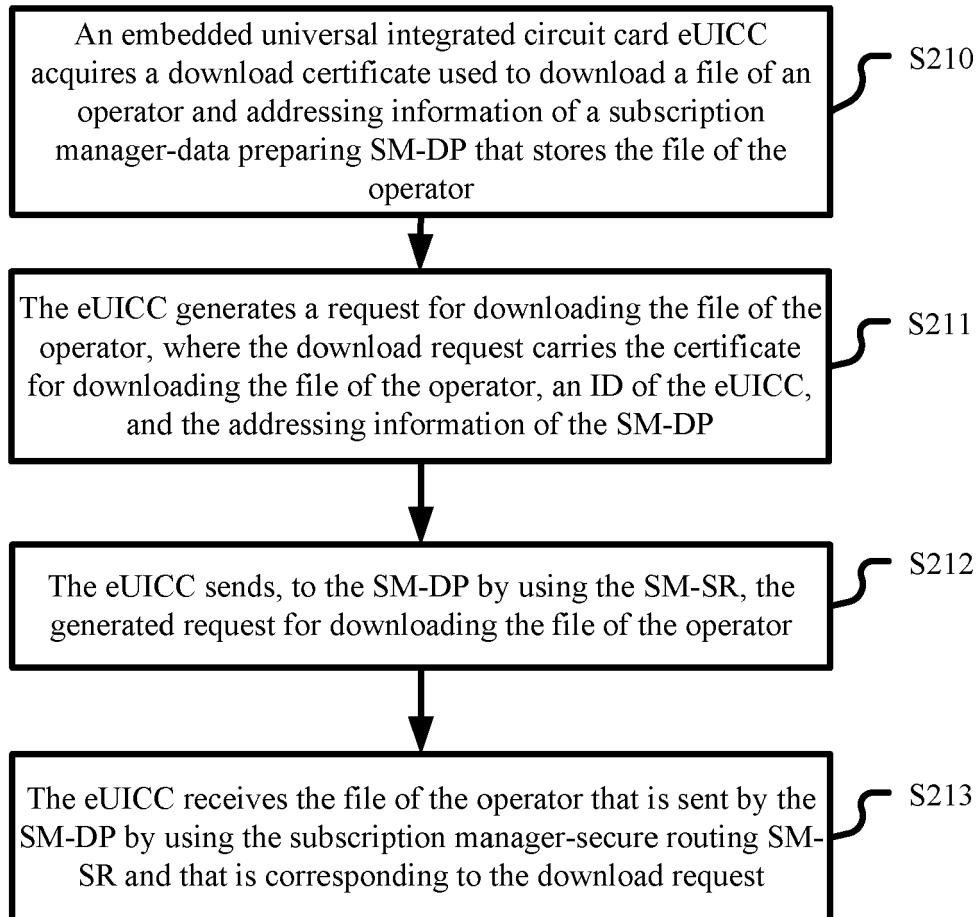 An embedded universal integrated circuit card eUICC
acquires a download certificate used to download a file of an
operator and addressing information of a subscription
manager-data preparing SM-DP that stores the file of the
operator
S210
The eUICC generates a request for downloading the file of the
operator, where the download request carries the certificate
for downloading the file of the operator, an ID of the eUICC,
and the addressing information of the SM-DP
S211
The eUICC sends, to the SM-DP by using the SM-SR, the
generated request for downloading the file of the operator
S212
The eUICC receives the file of the operator that is sent by the
SM-DP by using the subscription manager-secure routing SM-
SR and that is corresponding to the download request
S213